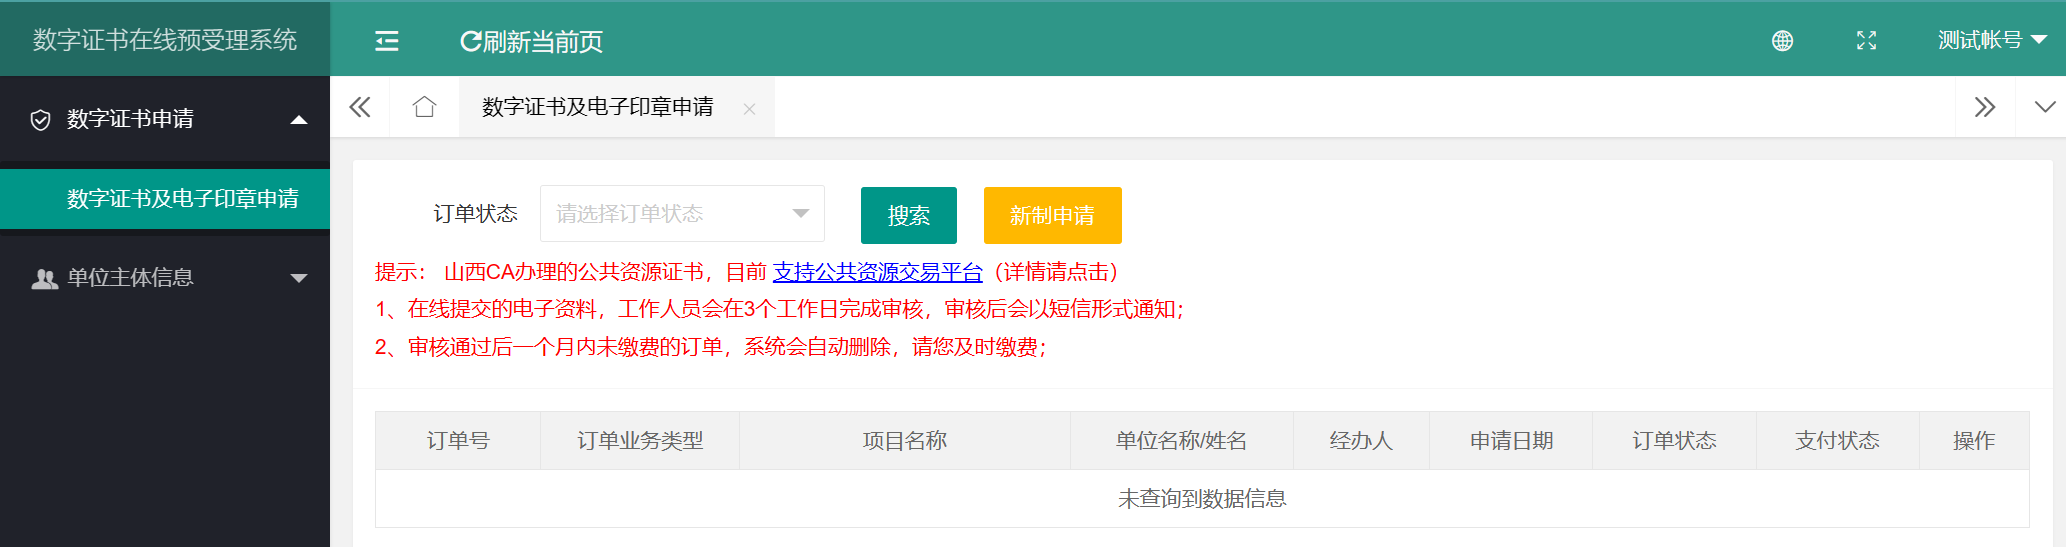 数字证书在线预受理系统
刷新当前页
测试帐号
数字证书申请
数字证书及电子印章申请
单位主体信息
数字证书及电子印章申请
订单状态 请选择订单状态 搜索 新制申请
提示： 山西CA办理的公共资源证书，目前 支持公共资源交易平台（详情请点击）
1、在线提交的电子资料，工作人员会在3个工作日完成审核，审核后会以短信形式通知；
2、审核通过后一个月内未缴费的订单，系统会自动删除，请您及时缴费；
订单号 订单业务类型 项目名称 单位名称/姓名 经办人 申请日期 订单状态 支付状态 操作
未查询到数据信息